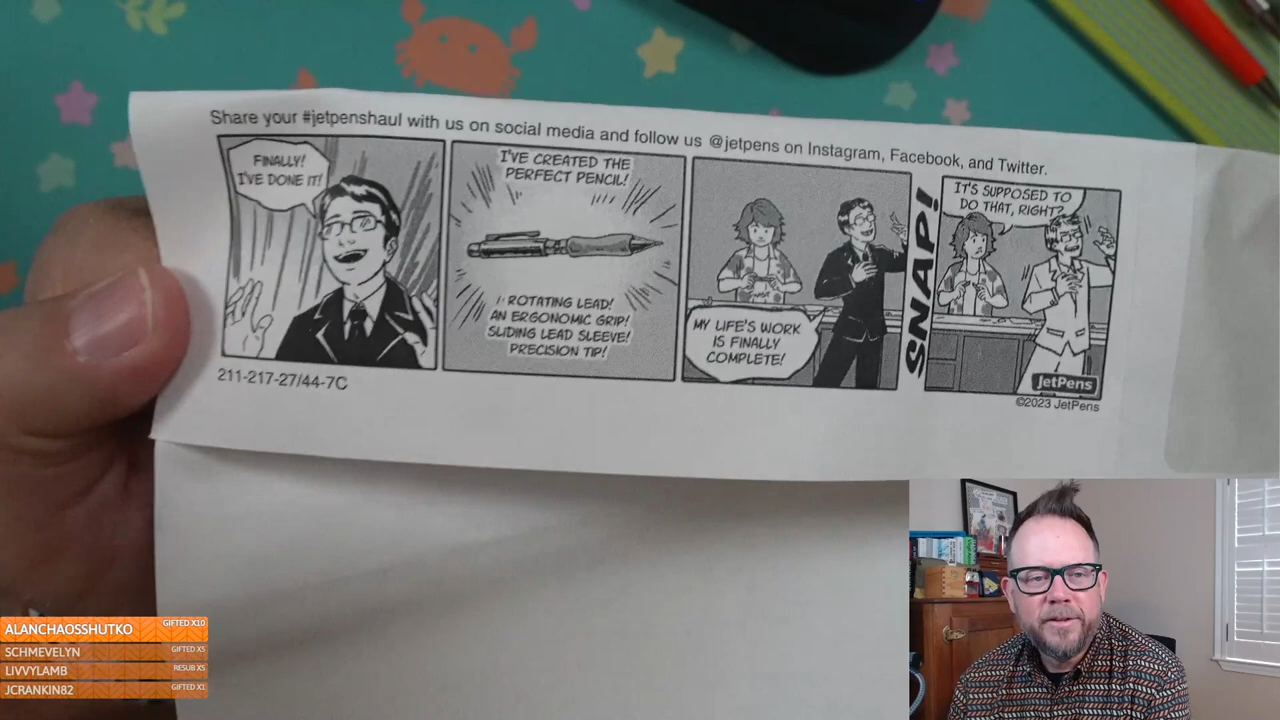 Share your #jetpenshaul with us on social media and follow us @jetpens on Instagram, Facebook, and Twitter.
FINALLY!
I'VE DONE IT!
I'VE CREATED THE
PERFECT PENCIL!
ROTATING LEAD!
AN ERGONOMIC GRIP!
SLIDING LEAD SLEEVE!
PRECISION TIP!
MY LIFE'S WORK
IS FINALLY
COMPLETE!
SNAP!
IT'S SUPPOSED TO
DO THAT, RIGHT?
JetPens
211-217-27/44-7C
©2023 JetPens
ALANCHAOSSHUTKO GIFTED X10
SCHMEVELYN GIFTED X5
LIVVYLAMB RESUB X5
JCRANKIN82 GIFTED X1